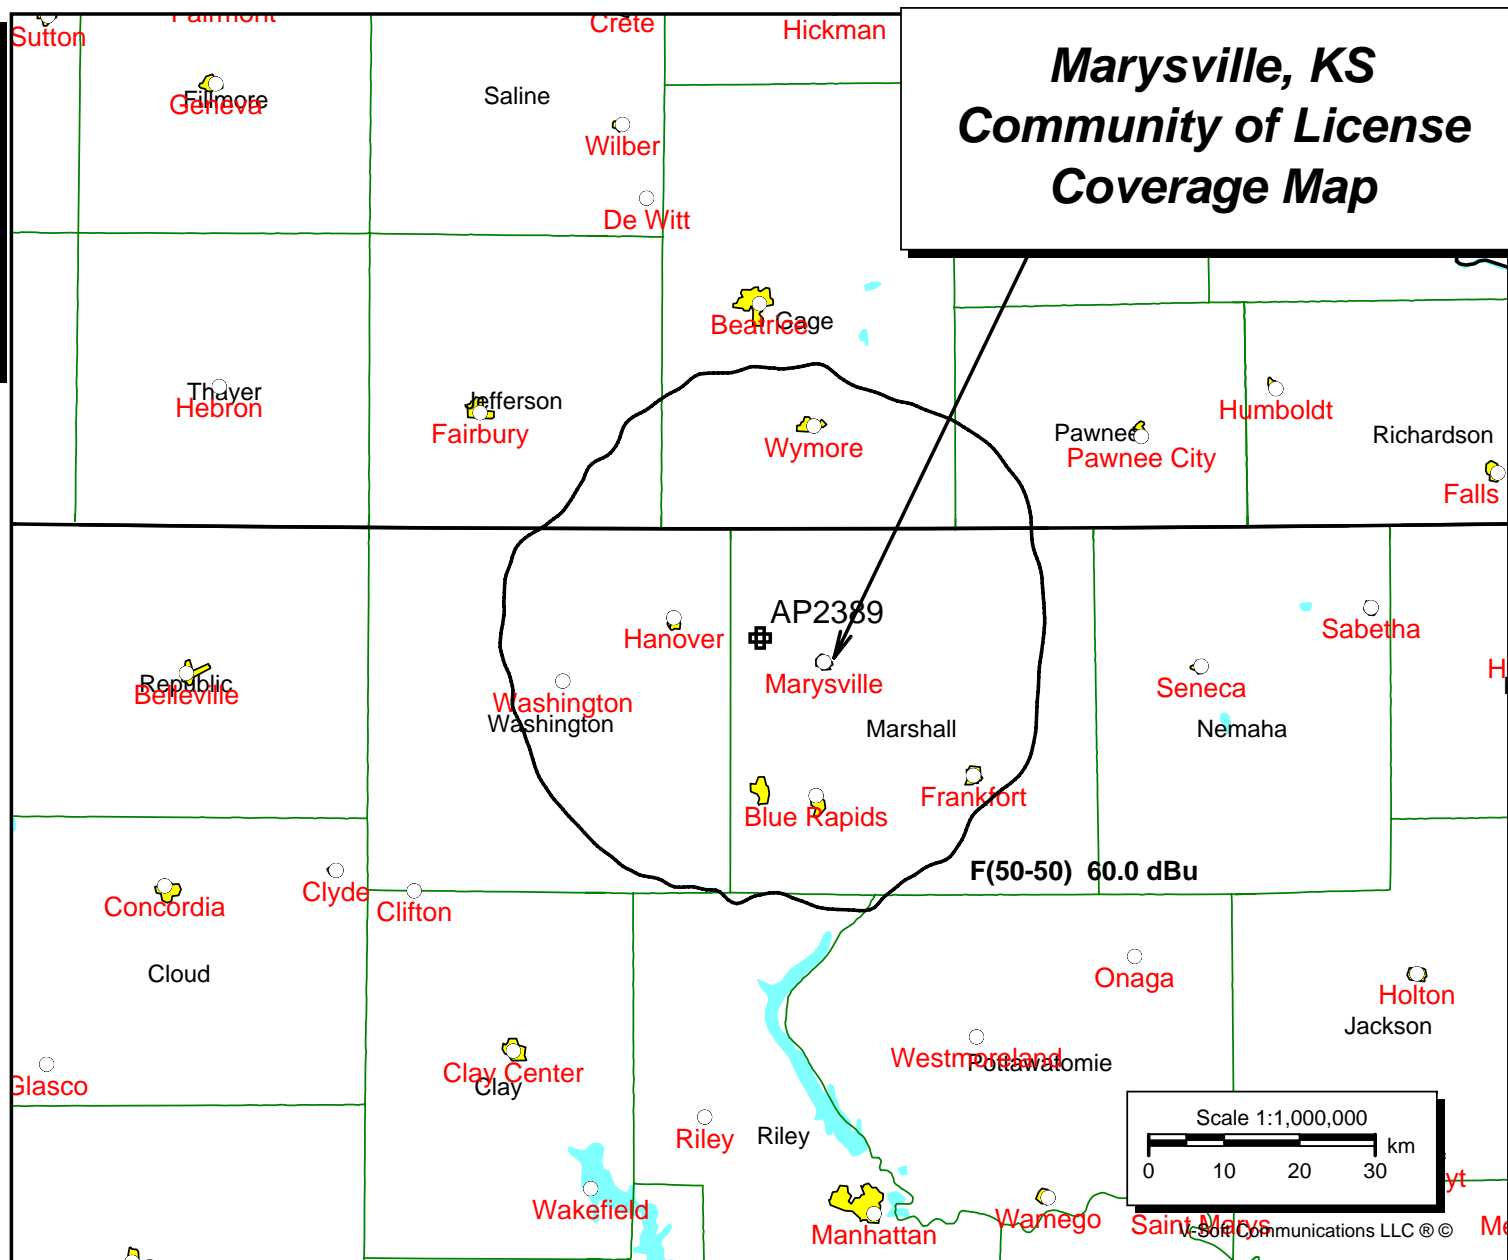 Marysville, KS
Community of License
Coverage Map
Sutton
Fairmont
Crete
Hickman
Fillmore
Geneva
Saline
Wilber
De Witt
Beatrice
Gage
Thayer
Hebron
Jefferson
Fairbury
Wymore
Pawnee
Pawnee City
Humboldt
Richardson
Falls
AP2389
Hanover
Marysville
Washington
Washington
Republic
Belleville
Marshall
Seneca
Nemaha
Sabetha
H
Blue Rapids
Frankfort
F(50-50) 60.0 dBu
Concordia
Clyde
Clifton
Cloud
Onaga
Holton
Jackson
Glasco
Clay Center
Clay
Westmoreland
Pottawatomie
Riley
Riley
Scale 1:1,000,000
km
0 10 20 30
yt
Wakefield
Manhattan
Wamego
Saint Marys
Me
V-Soft Communications LLC ® ©